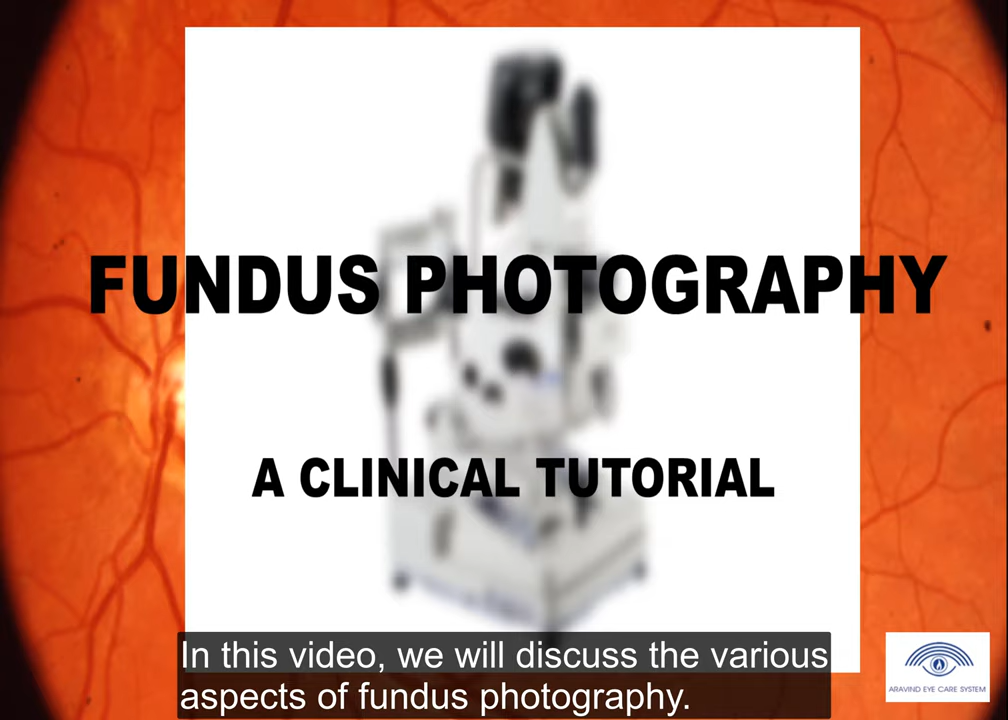 FUNDUS PHOTOGRAPHY
A CLINICAL TUTORIAL
In this video, we will discuss the various
aspects of fundus photography.
ARAVIND EYE CARE SYSTEM